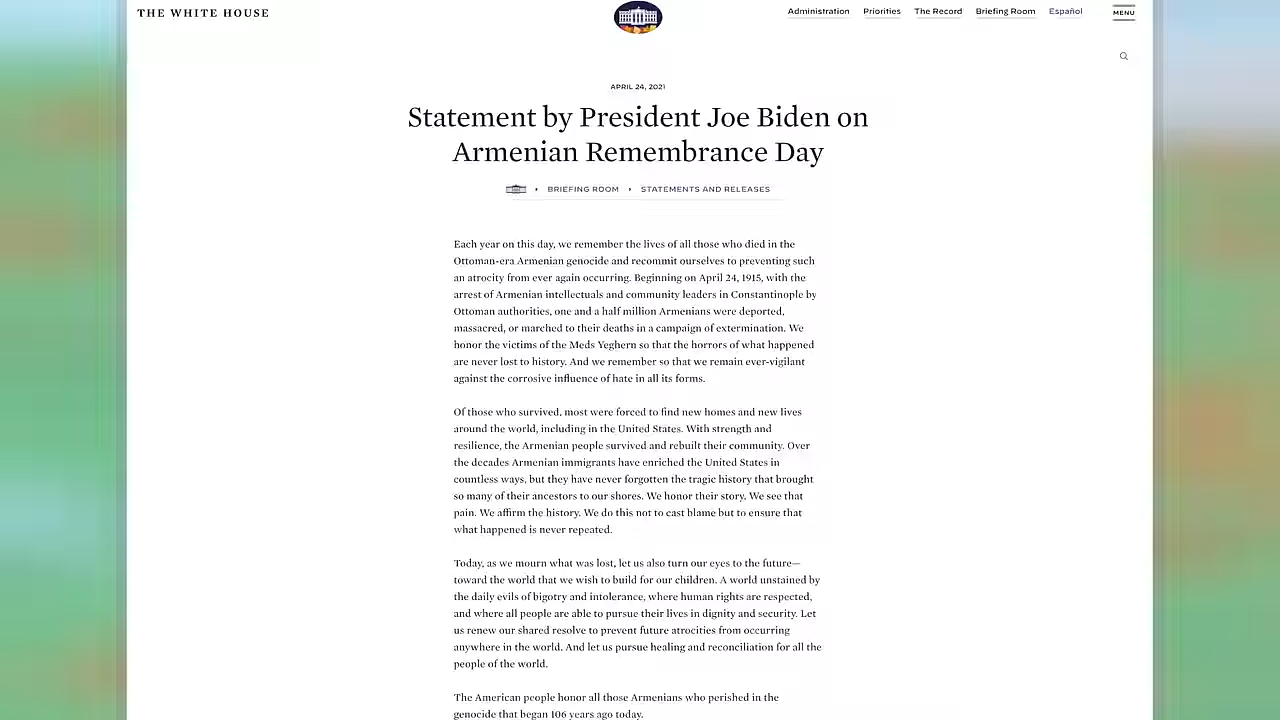 THE WHITE HOUSE
Administration Priorities The Record Briefing Room Español MENU
APRIL 24, 2021
Statement by President Joe Biden on
Armenian Remembrance Day
BRIEFING ROOM STATEMENTS AND RELEASES
Each year on this day, we remember the lives of all those who died in the
Ottoman-era Armenian genocide and recommit ourselves to preventing such
an atrocity from ever again occurring. Beginning on April 24, 1915, with the
arrest of Armenian intellectuals and community leaders in Constantinople by
Ottoman authorities, one and a half million Armenians were deported,
massacred, or marched to their deaths in a campaign of extermination. We
honor the victims of the Meds Yeghern so that the horrors of what happened
are never lost to history. And we remember so that we remain ever-vigilant
against the corrosive influence of hate in all its forms.
Of those who survived, most were forced to find new homes and new lives
around the world, including in the United States. With strength and
resilience, the Armenian people survived and rebuilt their community. Over
the decades Armenian immigrants have enriched the United States in
countless ways, but they have never forgotten the tragic history that brought
so many of their ancestors to our shores. We honor their story. We see that
pain. We affirm the history. We do this not to cast blame but to ensure that
what happened is never repeated.
Today, as we mourn what was lost, let us also turn our eyes to the future—
toward the world that we wish to build for our children. A world unstained by
the daily evils of bigotry and intolerance, where human rights are respected,
and where all people are able to pursue their lives in dignity and security. Let
us renew our shared resolve to prevent future atrocities from occurring
anywhere in the world. And let us pursue healing and reconciliation for all the
people of the world.
The American people honor all those Armenians who perished in the
genocide that began 106 years ago today.